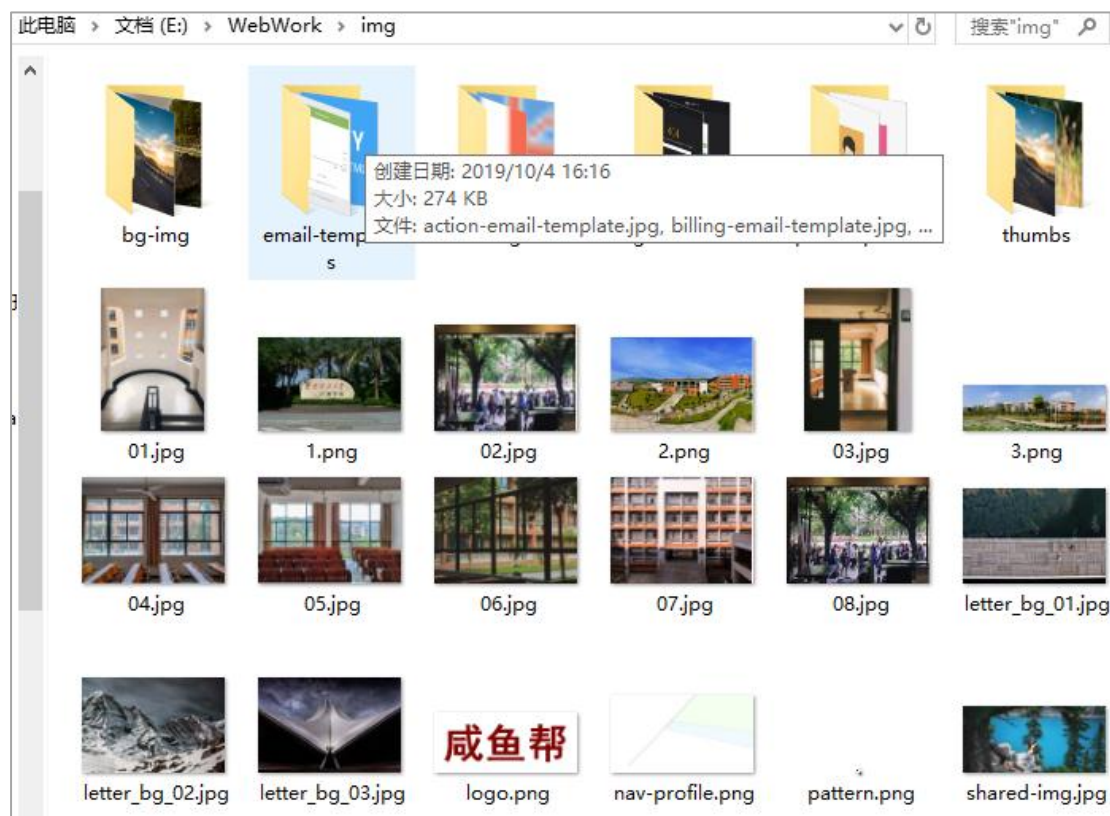 此电脑 › 文档 (E:) › WebWork › img
搜索"img"
创建日期: 2019/10/4 16:16
大小: 274 KB
文件: action-email-template.jpg, billing-email-template.jpg, ...
bg-img
email-temp
s
thumbs
01.jpg
1.png
02.jpg
2.png
03.jpg
3.png
04.jpg
05.jpg
06.jpg
07.jpg
08.jpg
letter_bg_01.jpg
咸鱼帮
letter_bg_02.jpg
letter_bg_03.jpg
logo.png
nav-profile.png
pattern.png
shared-img.jpg